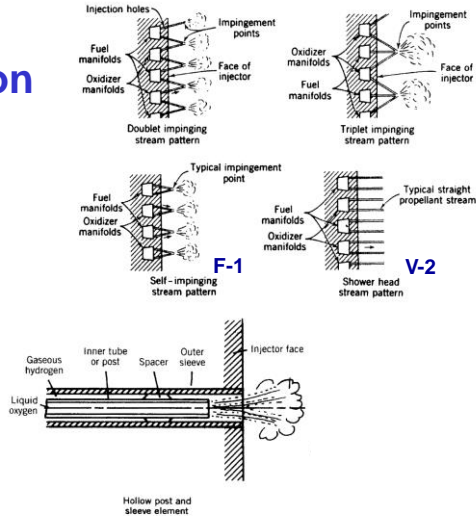 on
Injection holes
Impingement
points
Fuel
manifolds
Oxidizer
manifolds
Face of
injector
Doublet impinging
stream pattern
Impingement
points
Oxidizer
manifolds
Fuel
manifolds
Face of
injector
Triplet impinging
stream pattern
Typical impingement
point
Fuel
manifolds
Oxidizer
manifolds
F-1
Self-impinging
stream pattern
Typical straight
propellant stream
Fuel
manifolds
Oxidizer
manifolds
V-2
Shower head
stream pattern
Gaseous
hydrogen
Inner tube
or post
Spacer
Outer
sleeve
Injector face
Liquid
oxygen
Hollow post and
sleeve element